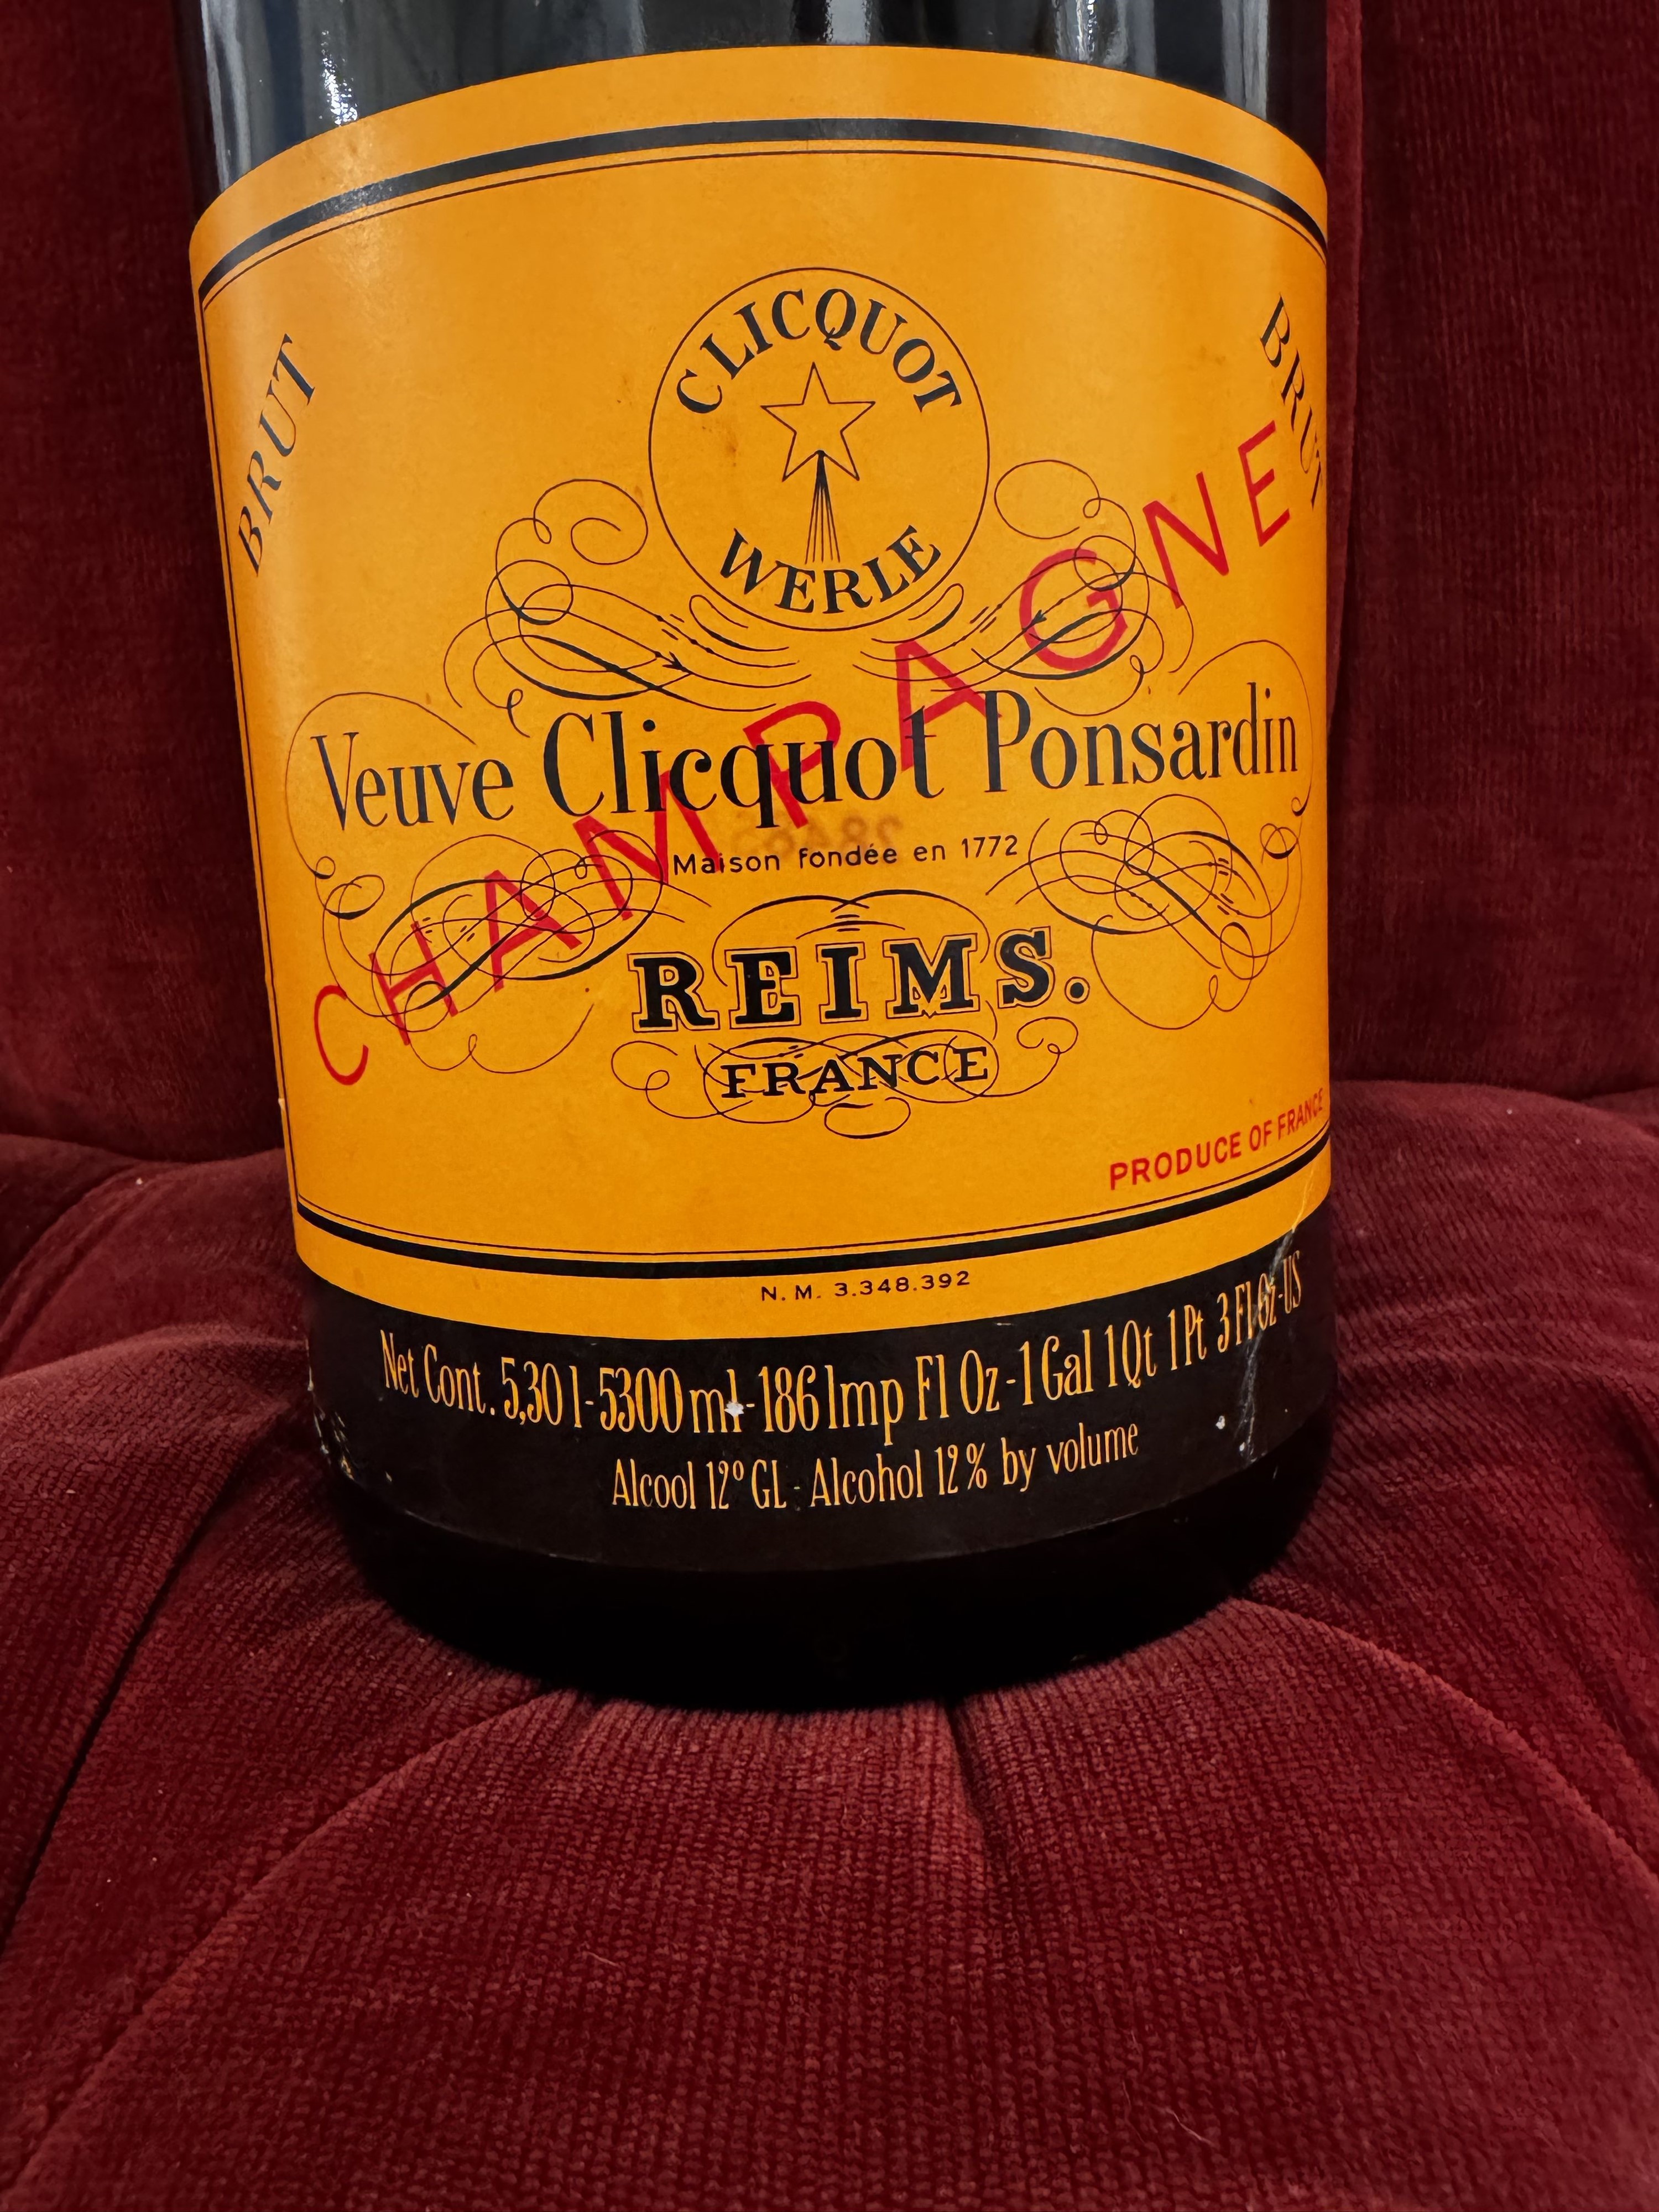 CLICQUOT
WERLE
BRUT
BRUT
CHAMPAGNE
Veuve Clicquot Ponsardin
Maison fondée en 1772
REIMS.
FRANCE
PRODUCE OF FRANCE
N. M. 3.348.392
Net Cont. 5,30 l - 5300 ml - 186 Imp Fl Oz - 1 Gal 1 Qt 1 Pt 3 Fl Oz - US
Alcool 12º GL - Alcohol 12% by volume